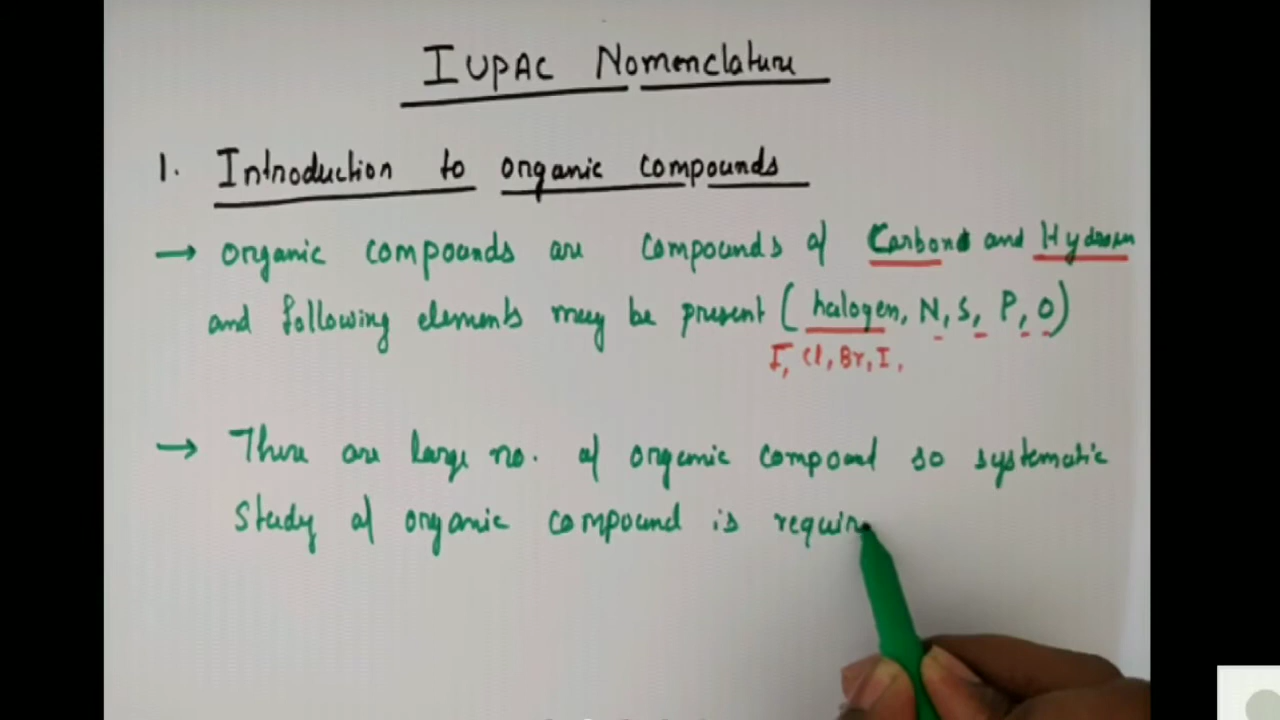 IUPAC Nomenclature
1. Introduction to organic compounds
→ Organic compounds are compounds of Carbon and Hydrogen
and following elements may be present (halogen, N, S, P, O)
I, Cl, Br, I,
→ There are large no. of organic compound so systematic
study of organic compound is requir